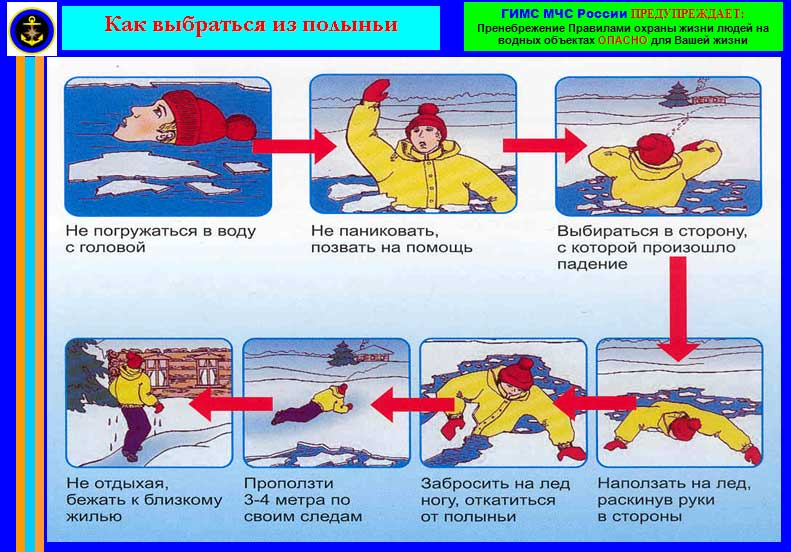 Как выбраться из полыньи
ГИМС МЧС России ПРЕДУПРЕЖДАЕТ:
Пренебрежение Правилами охраны жизни людей на
водных объектах ОПАСНО для Вашей жизни
Не погружаться в воду
с головой
Не паниковать,
позвать на помощь
Выбираться в сторону,
с которой произошло
падение
Наползать на лед,
раскинув руки
в стороны
Забросить на лед
ногу, откатиться
от полыньи
Проползти
3-4 метра по
своим следам
Не отдыхая,
бежать к близкому
жилью